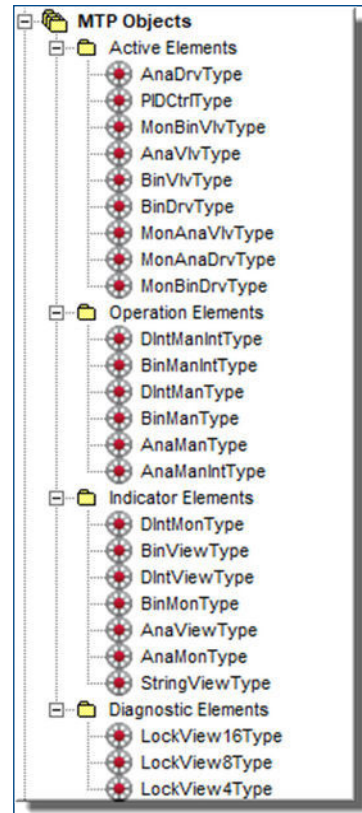 MTP Objects
Active Elements
AnaDrvType
PIDCtrlType
MonBinVlvType
AnaVlvType
BinVlvType
BinDrvType
MonAnaVlvType
MonAnaDrvType
MonBinDrvType
Operation Elements
DIntManIntType
BinManIntType
DIntManType
BinManType
AnaManType
AnaManIntType
Indicator Elements
DIntMonType
BinViewType
DIntViewType
BinMonType
AnaViewType
AnaMonType
StringViewType
Diagnostic Elements
LockView16Type
LockView8Type
LockView4Type